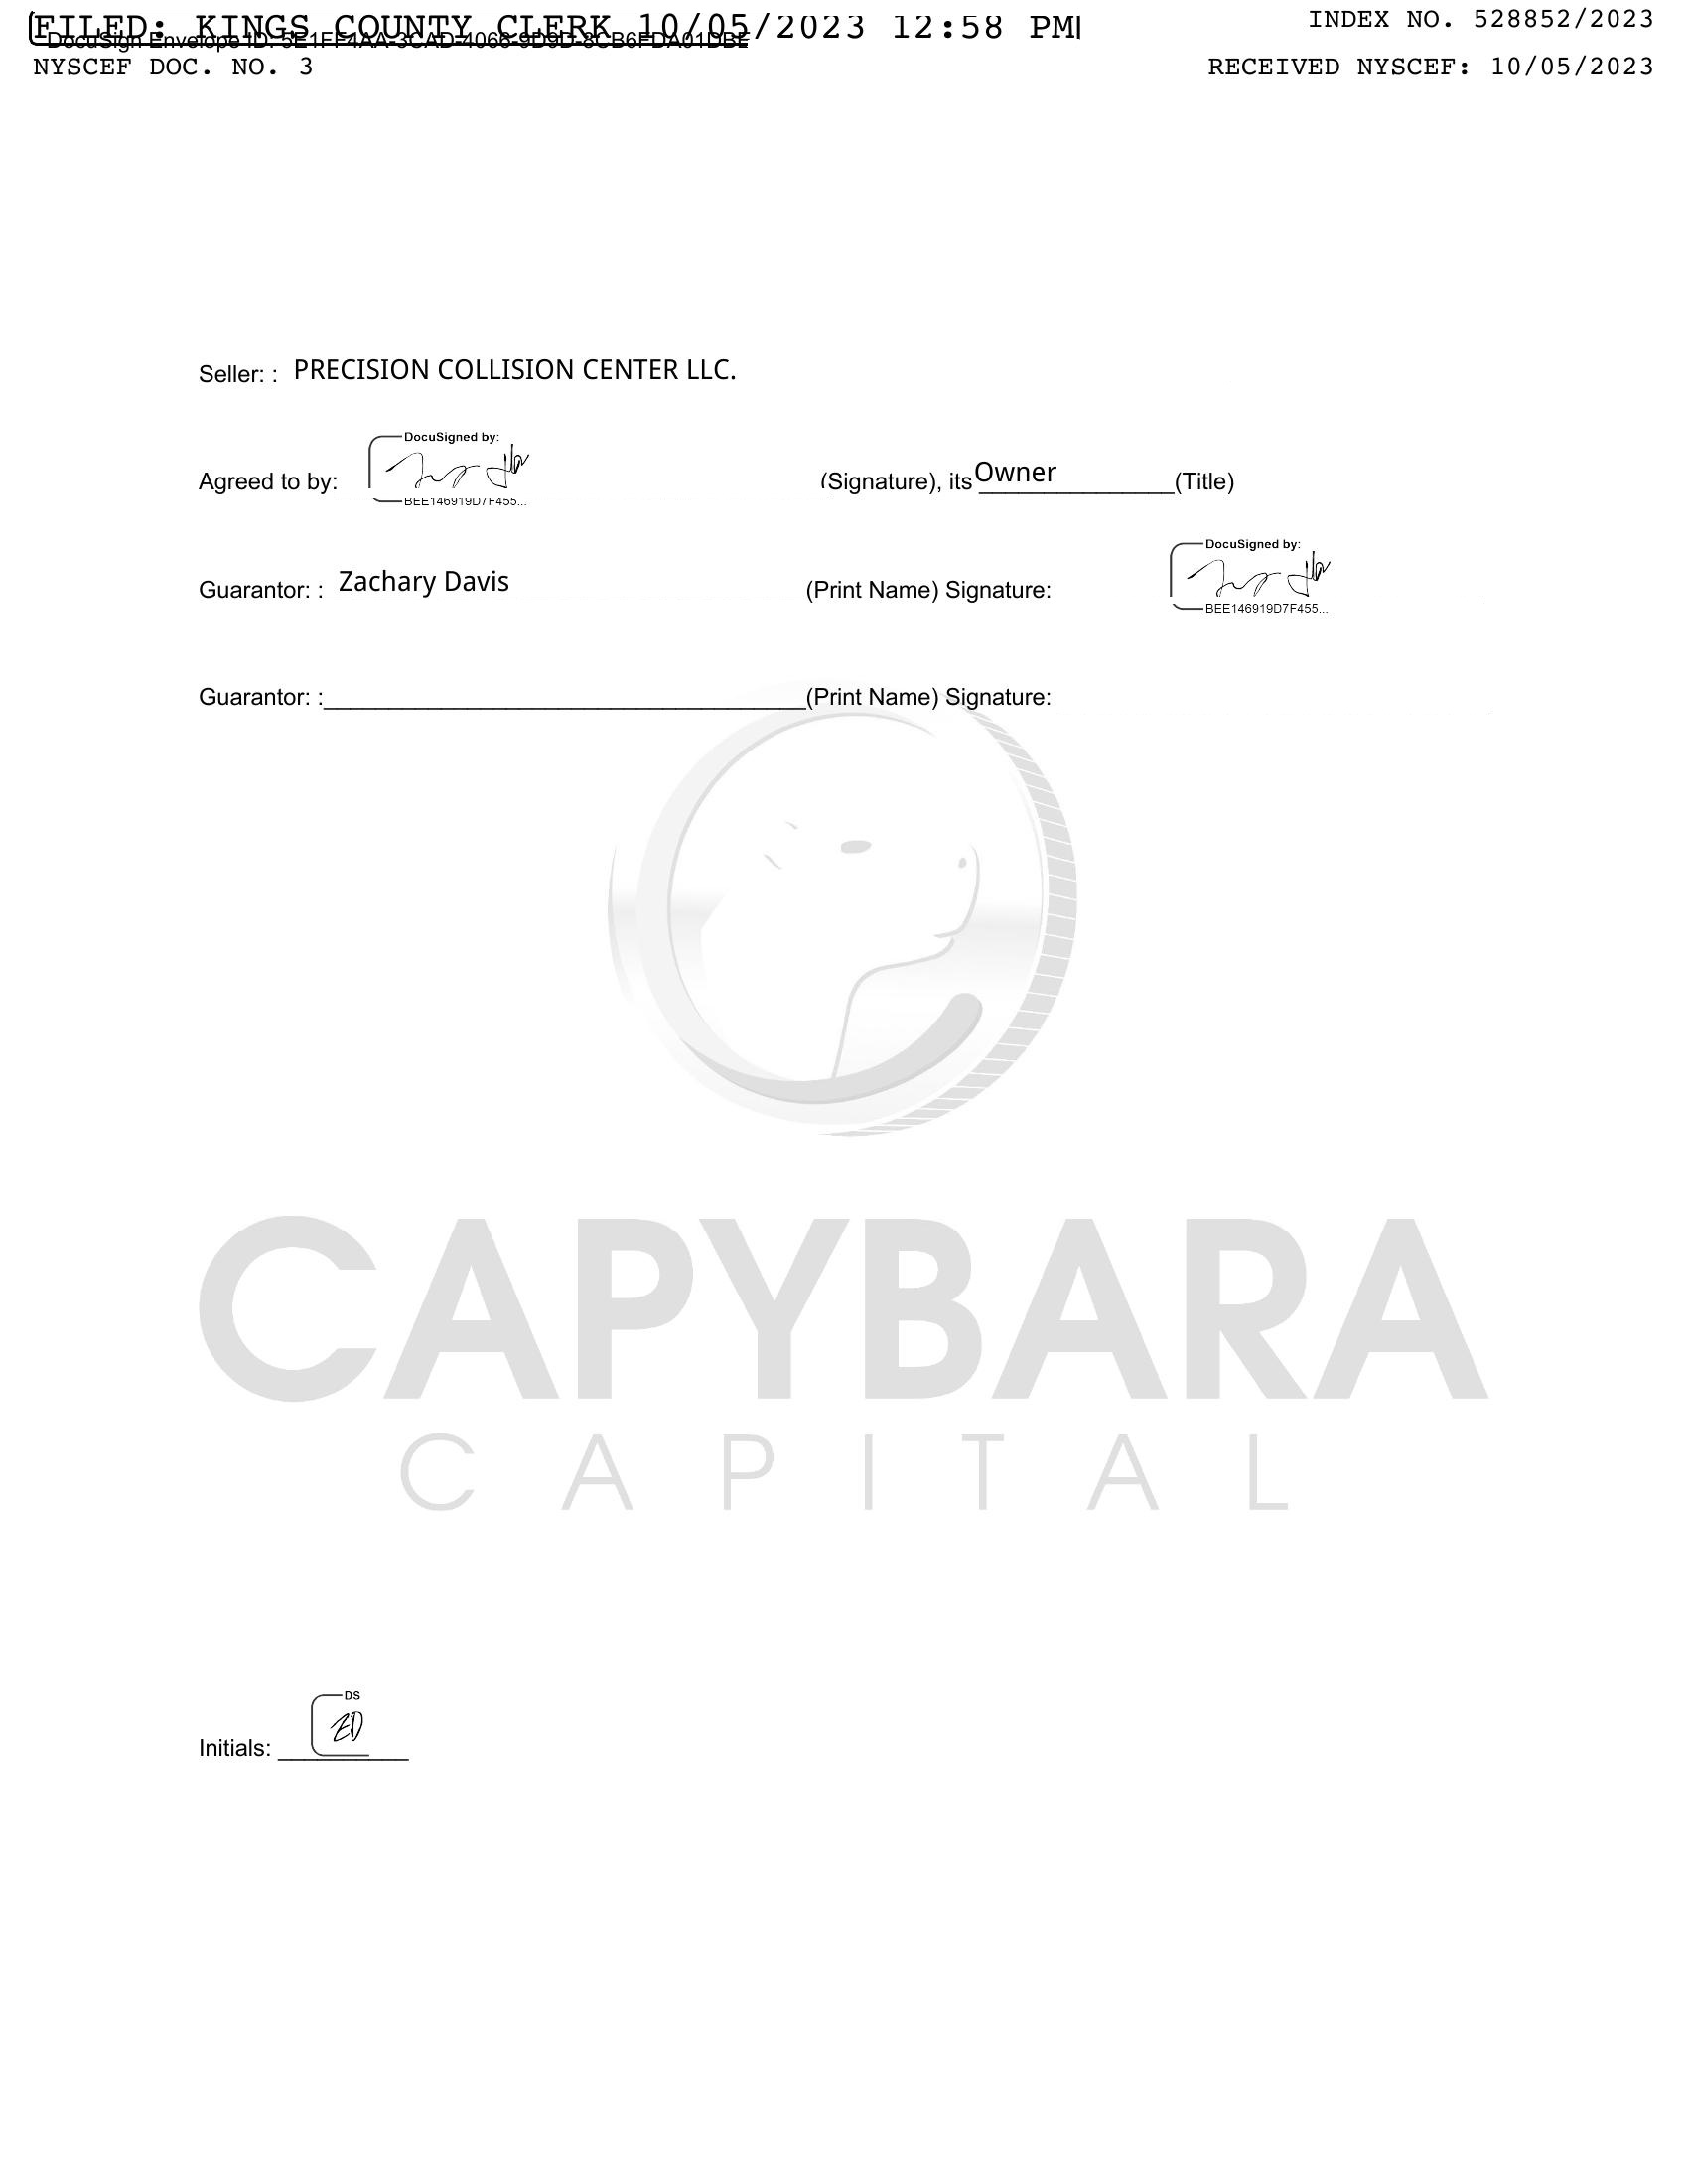 FILED: KINGS COUNTY CLERK 10/05/2023 12:58 PM
INDEX NO. 528852/2023
DocuSign Envelope ID: 5E1FF4AA-3CAD-4066-9D9D-8CB6FDA01DBE
NYSCEF DOC. NO. 3
RECEIVED NYSCEF: 10/05/2023
Seller: : PRECISION COLLISION CENTER LLC.
DocuSigned by:
Agreed to by: (Signature), its Owner (Title)
BEE146919D7F455...
DocuSigned by:
Guarantor: : Zachary Davis (Print Name) Signature:
BEE146919D7F455...
Guarantor: : (Print Name) Signature:
CAPYBARA
CAPITAL
DS
ZD
Initials: